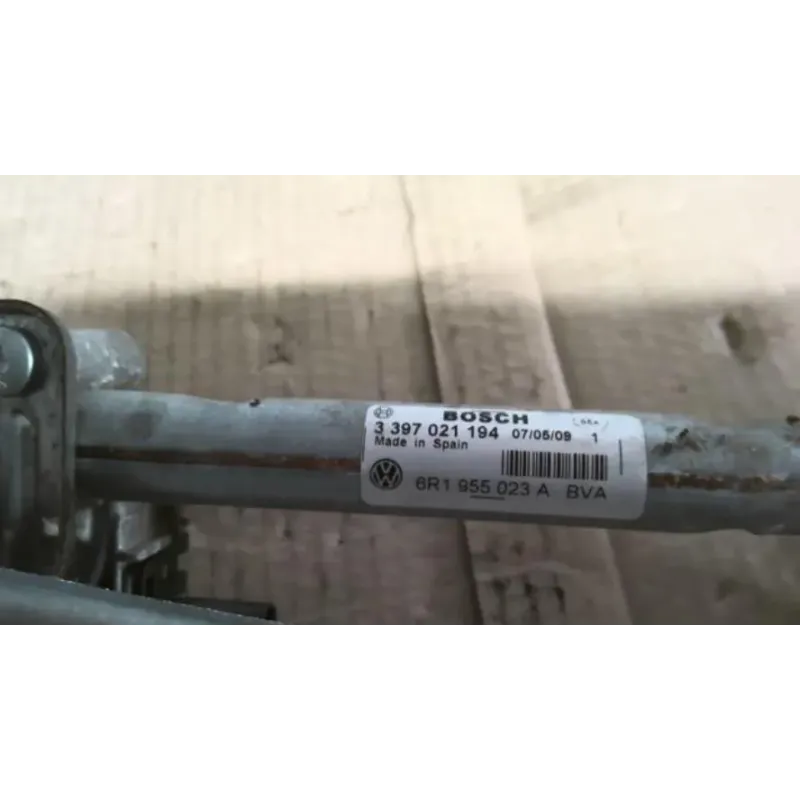 BOSCH
3 397 021 194 07/05/09 1
Made in Spain
6R1 955 023 A BVA